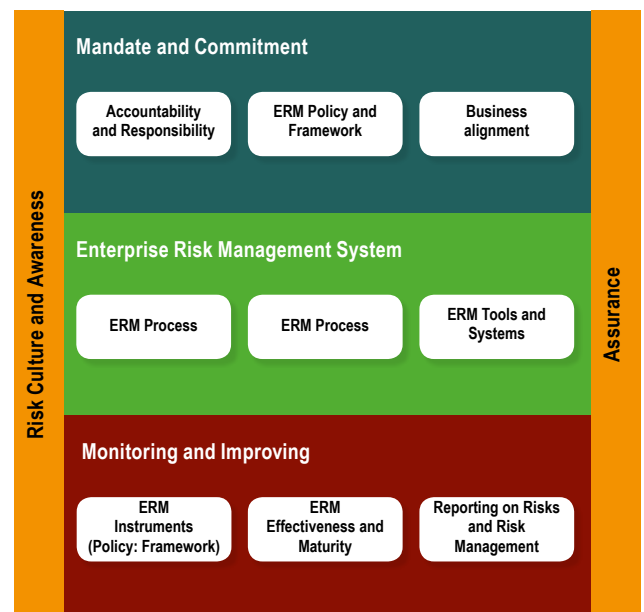 Mandate and Commitment
Accountability
and Responsibility
ERM Policy and
Framework
Business
alignment
Risk Culture and Awareness
Enterprise Risk Management System
ERM Process
ERM Process
ERM Tools and
Systems
Assurance
Monitoring and Improving
ERM
Instruments
(Policy: Framework)
ERM
Effectiveness and
Maturity
Reporting on Risks
and Risk
Management